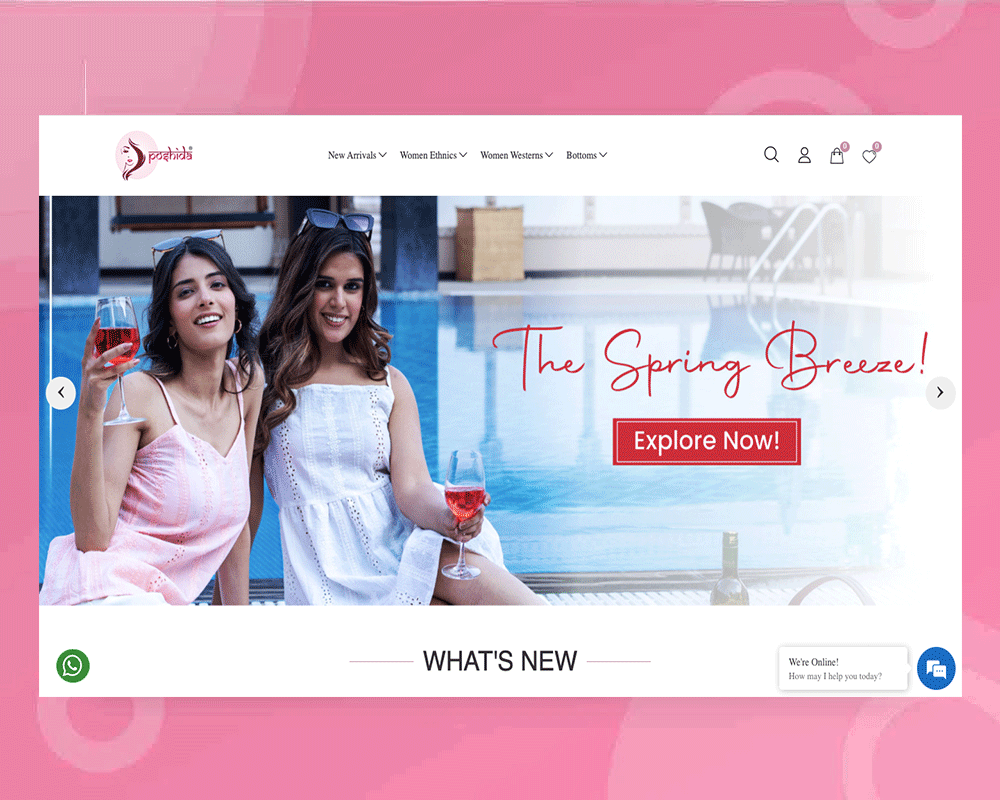 poshida®
New Arrivals Women Ethnics Women Westerns Bottoms
0 0
The Spring Breeze!
Explore Now!
WHAT'S NEW
We're Online!
How may I help you today?